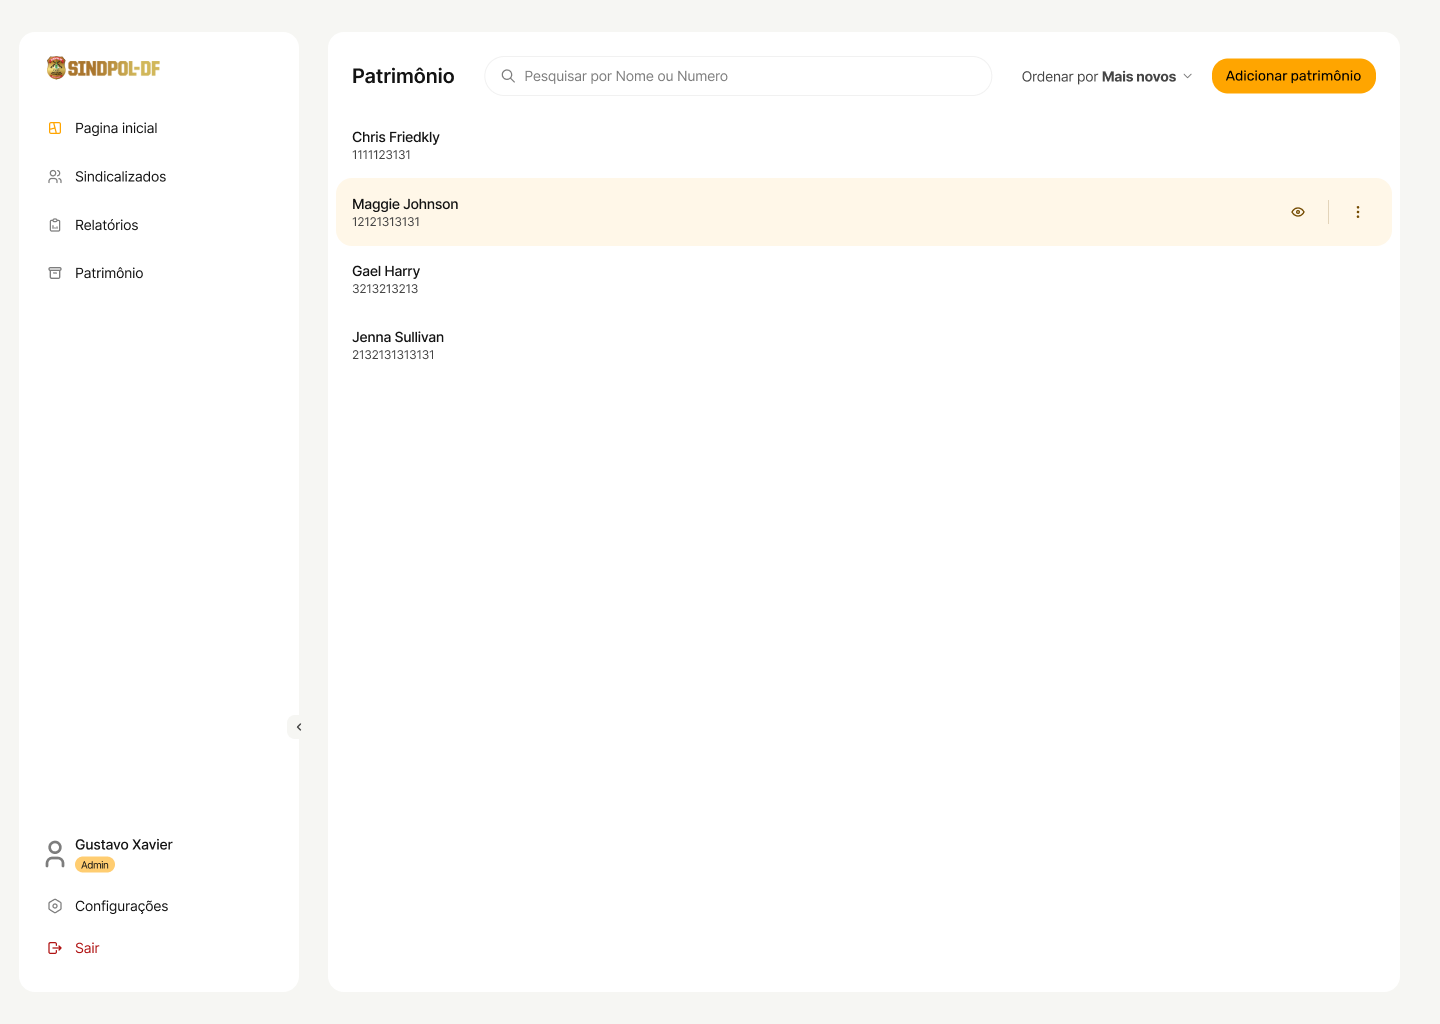 SINDPOL-DF
Pagina inicial
Sindicalizados
Relatórios
Patrimônio
Gustavo Xavier
Admin
Configurações
Sair
Patrimônio
Pesquisar por Nome ou Numero
Ordenar por Mais novos
Adicionar patrimônio
Chris Friedkly
1111123131
Maggie Johnson
12121313131
Gael Harry
3213213213
Jenna Sullivan
2132131313131